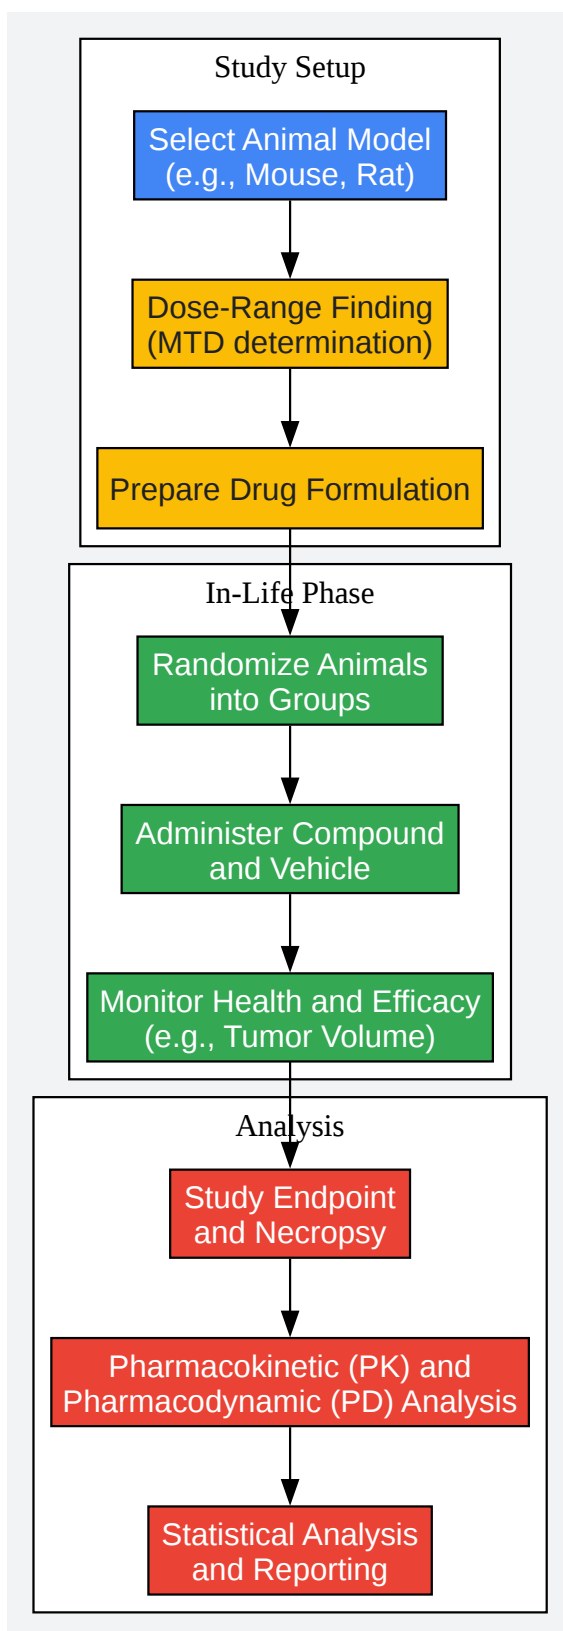 Study Setup
Select Animal Model
(e.g., Mouse, Rat)
Dose-Range Finding
(MTD determination)
Prepare Drug Formulation
In-Life Phase
Randomize Animals
into Groups
Administer Compound
and Vehicle
Monitor Health and Efficacy
(e.g., Tumor Volume)
Analysis
Study Endpoint
and Necropsy
Pharmacokinetic (PK) and
Pharmacodynamic (PD) Analysis
Statistical Analysis
and Reporting